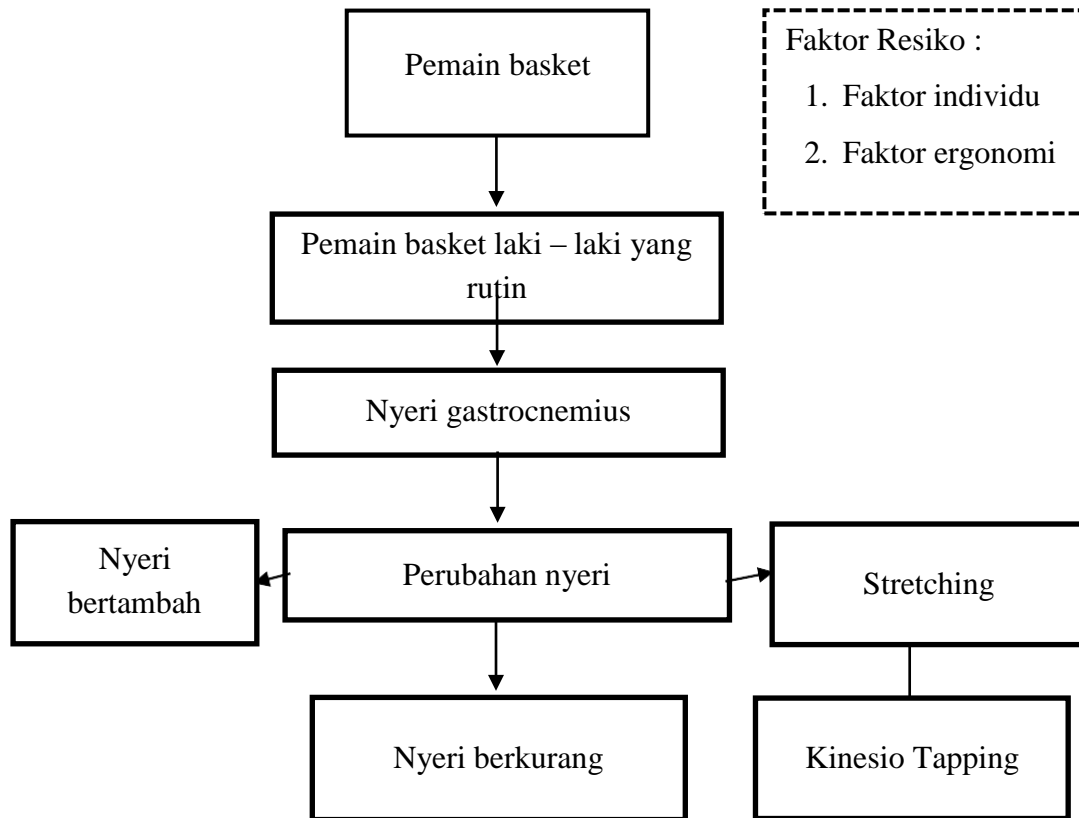 Pemain basket
Faktor Resiko :
1. Faktor individu
2. Faktor ergonomi
Pemain basket laki – laki yang
rutin
Nyeri gastrocnemius
Nyeri
bertambah
Perubahan nyeri
Stretching
Nyeri berkurang
Kinesio Tapping